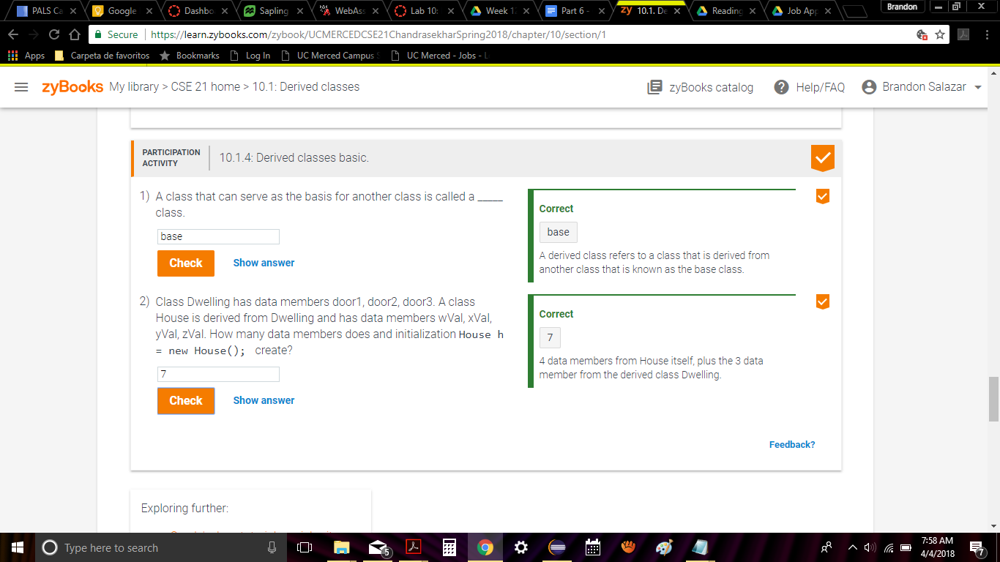 PALS Ca
Google
Dashbo
Sapling
WebAss
Lab 10:
Week 1
Part 6 -
zy 10.1. De
Reading
Job App
Brandon
Secure https://learn.zybooks.com/zybook/UCMERCEDCSE21ChandrasekharSpring2018/chapter/10/section/1
Apps Carpeta de favoritos Bookmarks Log In UC Merced Campus UC Merced - Jobs -
zyBooks My library > CSE 21 home > 10.1: Derived classes
zyBooks catalog Help/FAQ Brandon Salazar
PARTICIPATION
ACTIVITY
10.1.4: Derived classes basic.
1) A class that can serve as the basis for another class is called a _____
class.
base
Check Show answer
Correct
base
A derived class refers to a class that is derived from
another class that is known as the base class.
2) Class Dwelling has data members door1, door2, door3. A class
House is derived from Dwelling and has data members wVal, xVal,
yVal, zVal. How many data members does and initialization House h
= new House(); create?
7
Check Show answer
Correct
7
4 data members from House itself, plus the 3 data
member from the derived class Dwelling.
Feedback?
Exploring further:
Type here to search
5
7:58 AM
4/4/2018
7